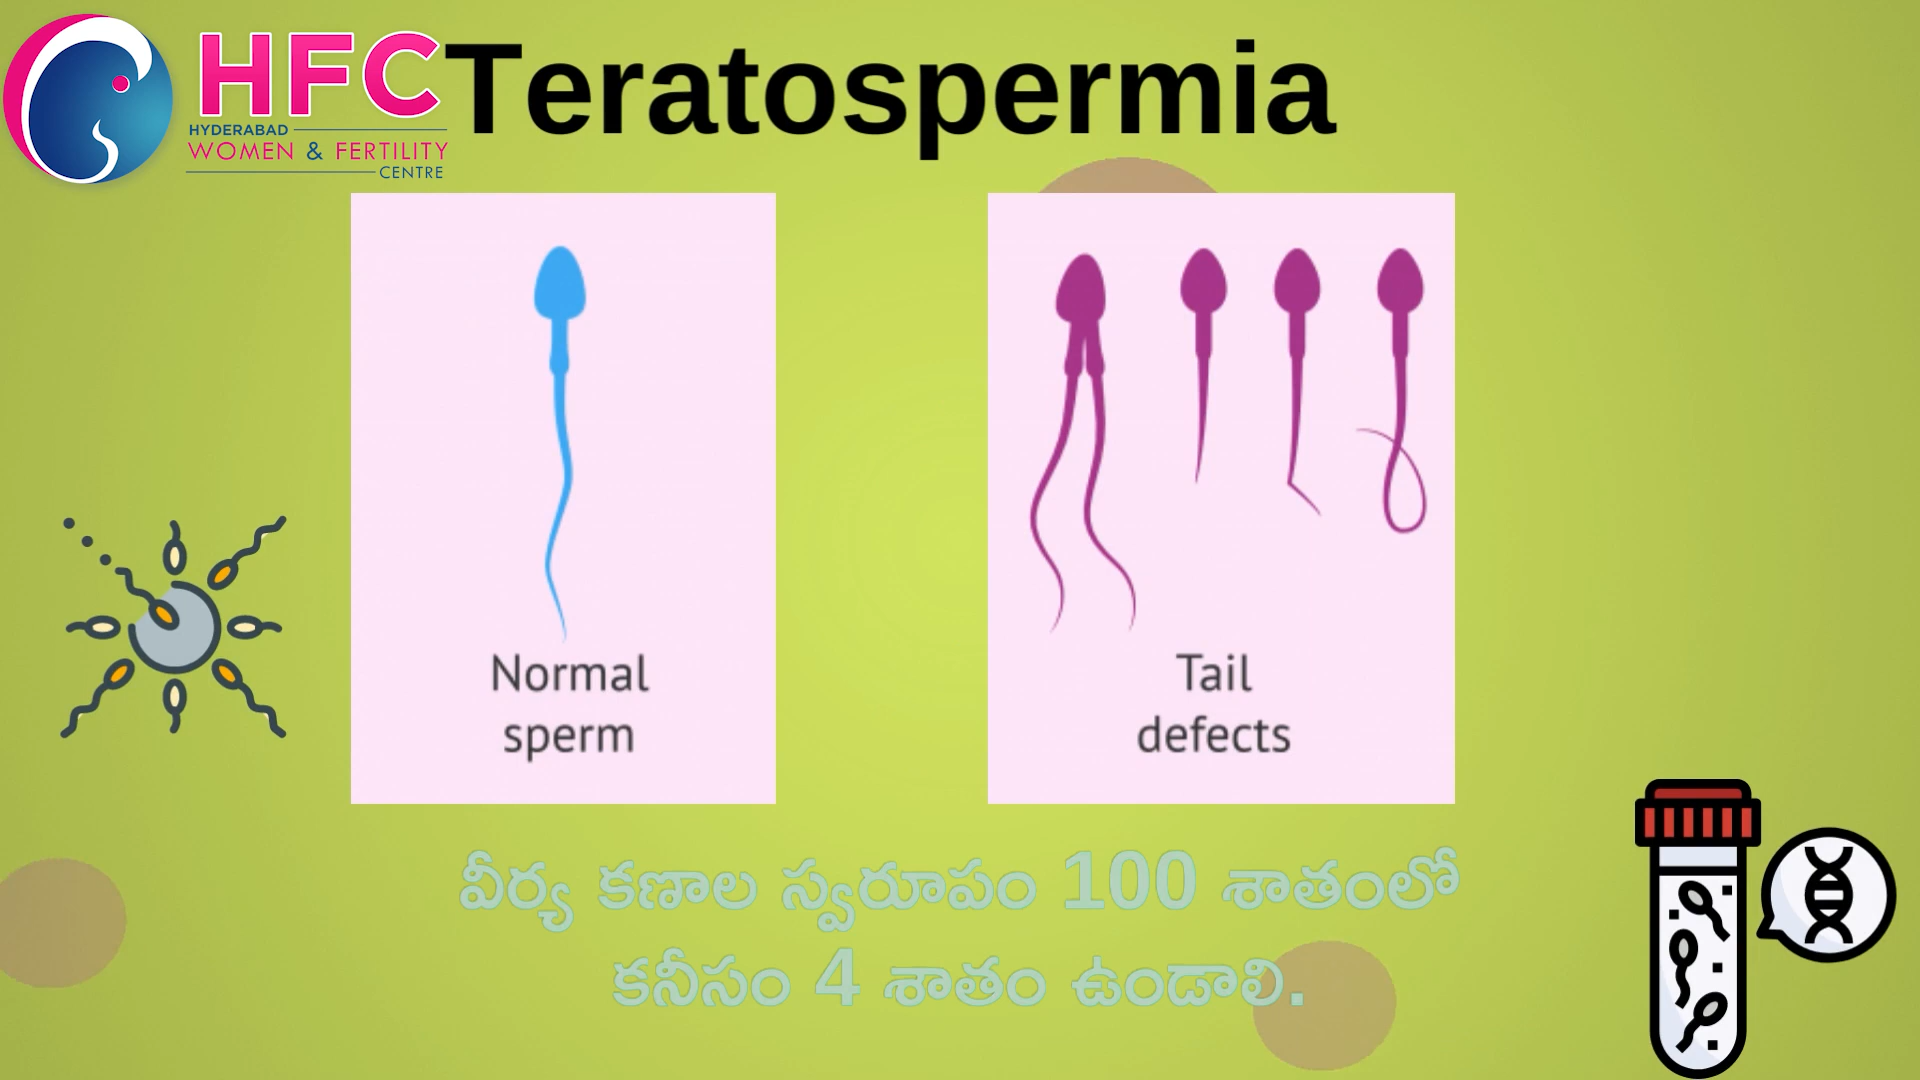 HFC
HYDERABAD
WOMEN & FERTILITY
CENTRE
Teratospermia
Normal
sperm
Tail
defects
వీర్య కణాల స్వరూపం 100 శాతంలో
కనీసం 4 శాతం ఉండాలి.